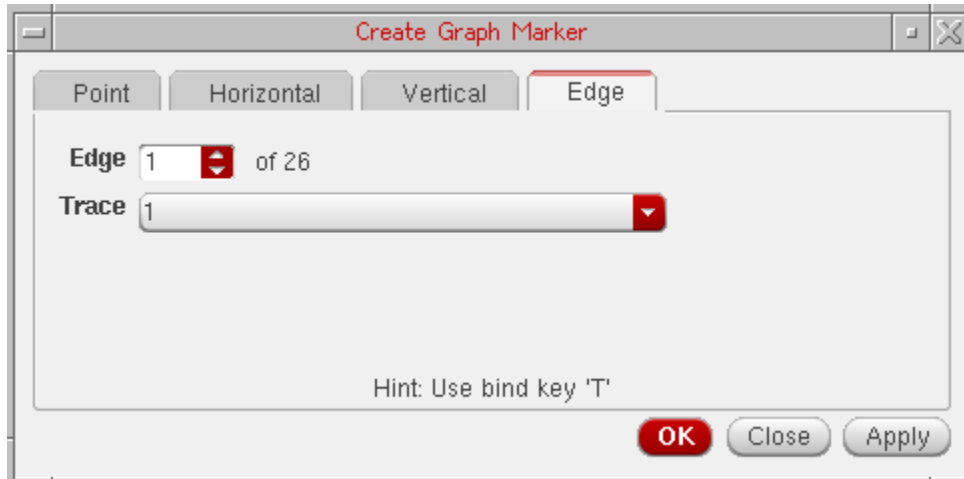 Create Graph Marker
Point Horizontal Vertical Edge
Edge 1 of 26
Trace 1
Hint: Use bind key 'T'
OK Close Apply